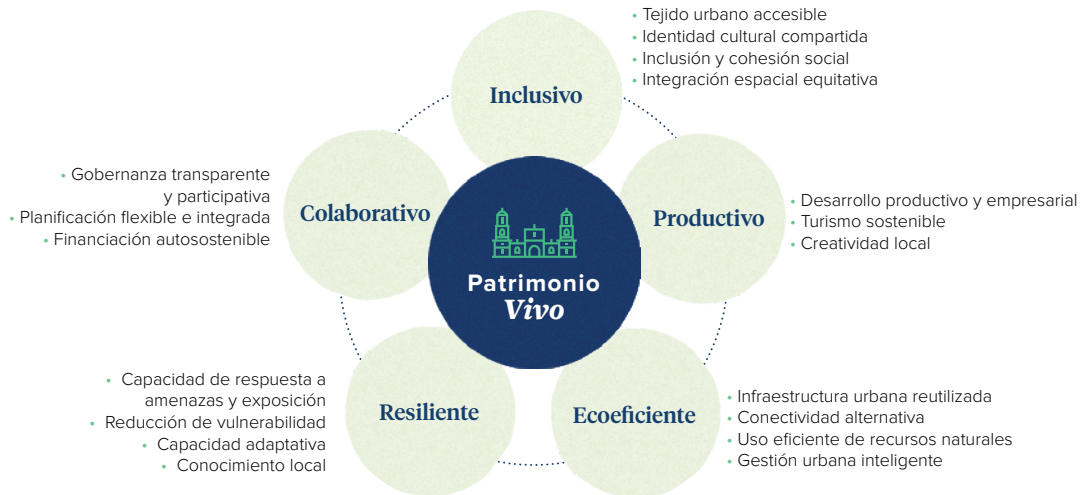 Inclusivo
• Tejido urbano accesible
• Identidad cultural compartida
• Inclusión y cohesión social
• Integración espacial equitativa
Productivo
• Desarrollo productivo y empresarial
• Turismo sostenible
• Creatividad local
Ecoeficiente
• Infraestructura urbana reutilizada
• Conectividad alternativa
• Uso eficiente de recursos naturales
• Gestión urbana inteligente
Resiliente
• Capacidad de respuesta a
amenazas y exposición
• Reducción de vulnerabilidad
• Capacidad adaptativa
• Conocimiento local
Colaborativo
• Gobernanza transparente
y participativa
• Planificación flexible e integrada
• Financiación autosostenible
Patrimonio
Vivo